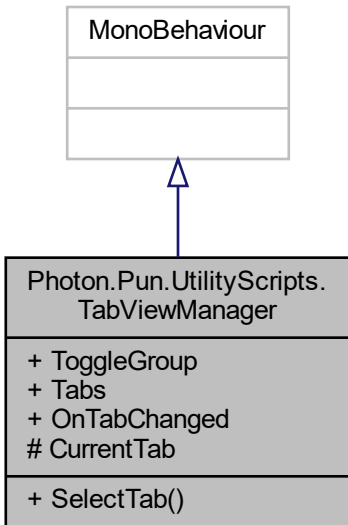 MonoBehaviour
Photon.Pun.UtilityScripts.
TabViewManager
+ ToggleGroup
+ Tabs
+ OnTabChanged
# CurrentTab
+ SelectTab()